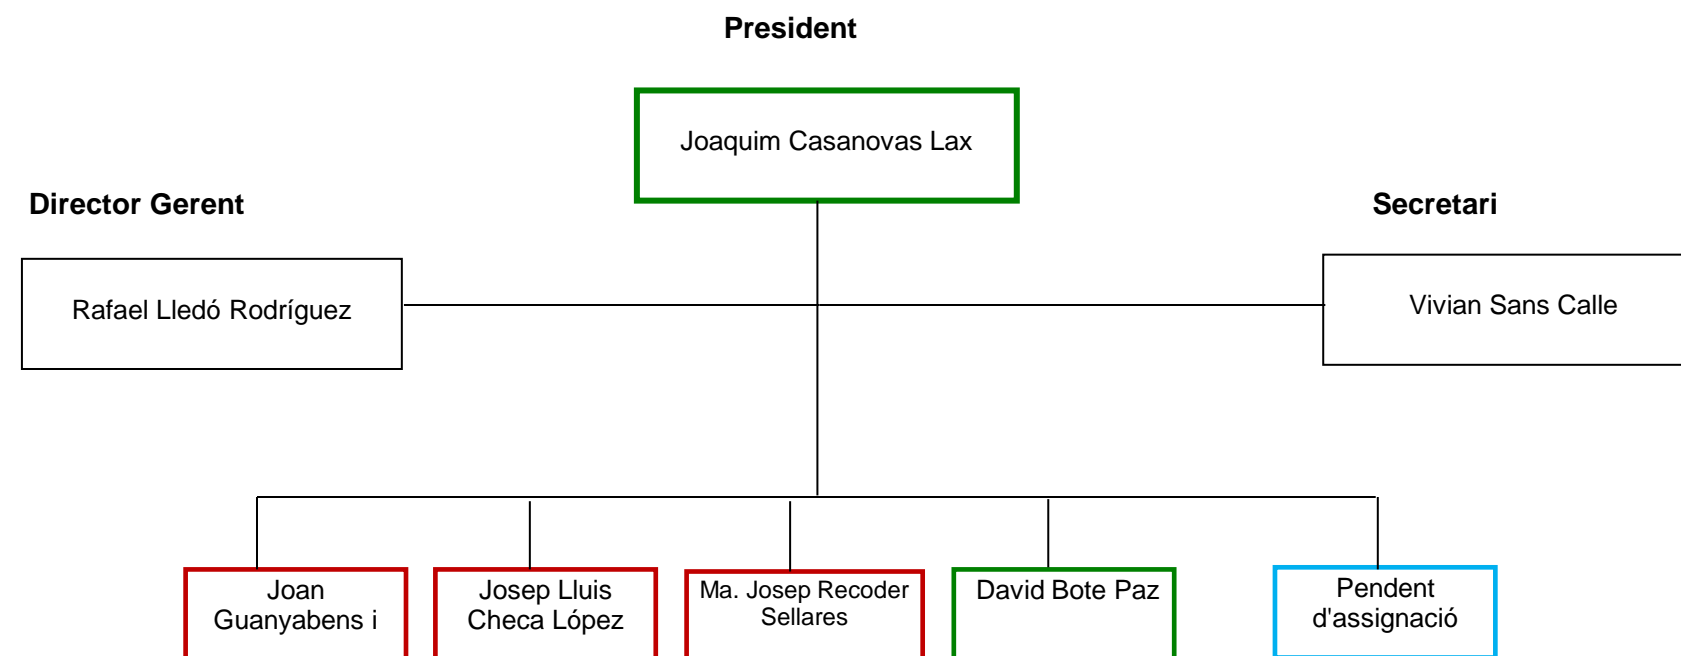 President
Joaquim Casanovas Lax
Director Gerent
Secretari
Rafael Lledó Rodríguez
Vivian Sans Calle
Joan
Guanyabens i
Josep Lluis
Checa López
Ma. Josep Recoder
Sellares
David Bote Paz
Pendent
d'assignació